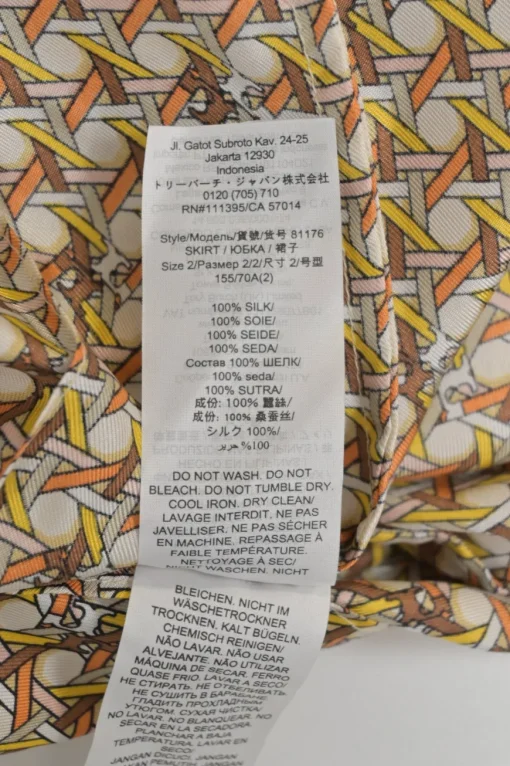 Jl. Gatot Subroto Kav. 24-25
Jakarta 12930
Indonesia
トリーバーチ・ジャパン株式会社
0120 (705) 710
RN#111395/CA 57014
Style/Модель/貨號/货号 81176
SKIRT / ЮБКА / 裙子
Size 2/Размер 2/2/尺寸 2/号型
155/70A(2)
100% SILK/
100% SOIE/
100% SEIDE/
100% SEDA/
Состав 100% ШЕЛК/
100% seda/
100% SUTRA/
成份: 100% 蠶絲/
成份: 100% 桑蚕丝/
シルク 100%/
حرير %100
DO NOT WASH. DO NOT
BLEACH. DO NOT TUMBLE DRY.
COOL IRON. DRY CLEAN/
LAVAGE INTERDIT. NE PAS
JAVELLISER. NE PAS SÉCHER
EN MACHINE. REPASSAGE À
FAIBLE TEMPÉRATURE.
NETTOYAGE À SEC/
NICHT WASCHEN. NICHT
BLEICHEN. NICHT IM
WÄSCHETROCKNER
TROCKNEN. KALT BÜGELN.
CHEMISCH REINIGEN/
NÃO LAVAR. NÃO USAR
ALVEJANTE. NÃO UTILIZAR
MÁQUINA DE SECAR. FERRO
QUASE FRIO. LAVAR A SECO/
НЕ СТИРАТЬ. НЕ ОТБЕЛИВАТЬ.
НЕ СУШИТЬ В БАРАБАНЕ.
ГЛАДИТЬ ПРОХЛАДНЫМ
УТЮГОМ. СУХАЯ ЧИСТКА/
NO LAVAR. NO BLANQUEAR. NO
SECAR EN LA SECADORA.
PLANCHAR A BAJA
TEMPERATURA. LAVAR EN
SECO/
JANGAN DICUCI. JANGAN